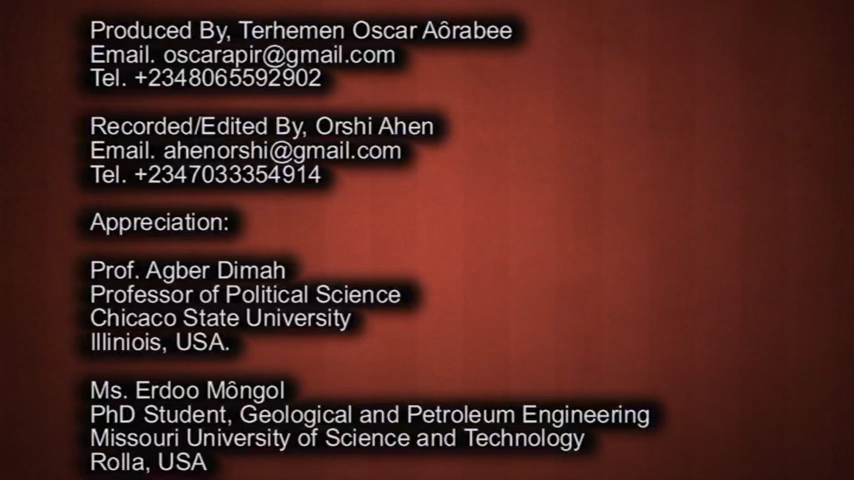 Produced By, Terhemen Oscar Aôrabee
Email. oscarapir@gmail.com
Tel. +2348065592902
Recorded/Edited By, Orshi Ahen
Email. ahenorshi@gmail.com
Tel. +2347033354914
Appreciation:
Prof. Agber Dimah
Professor of Political Science
Chicaco State University
Illiniois, USA.
Ms. Erdoo Môngol
PhD Student, Geological and Petroleum Engineering
Missouri University of Science and Technology
Rolla, USA